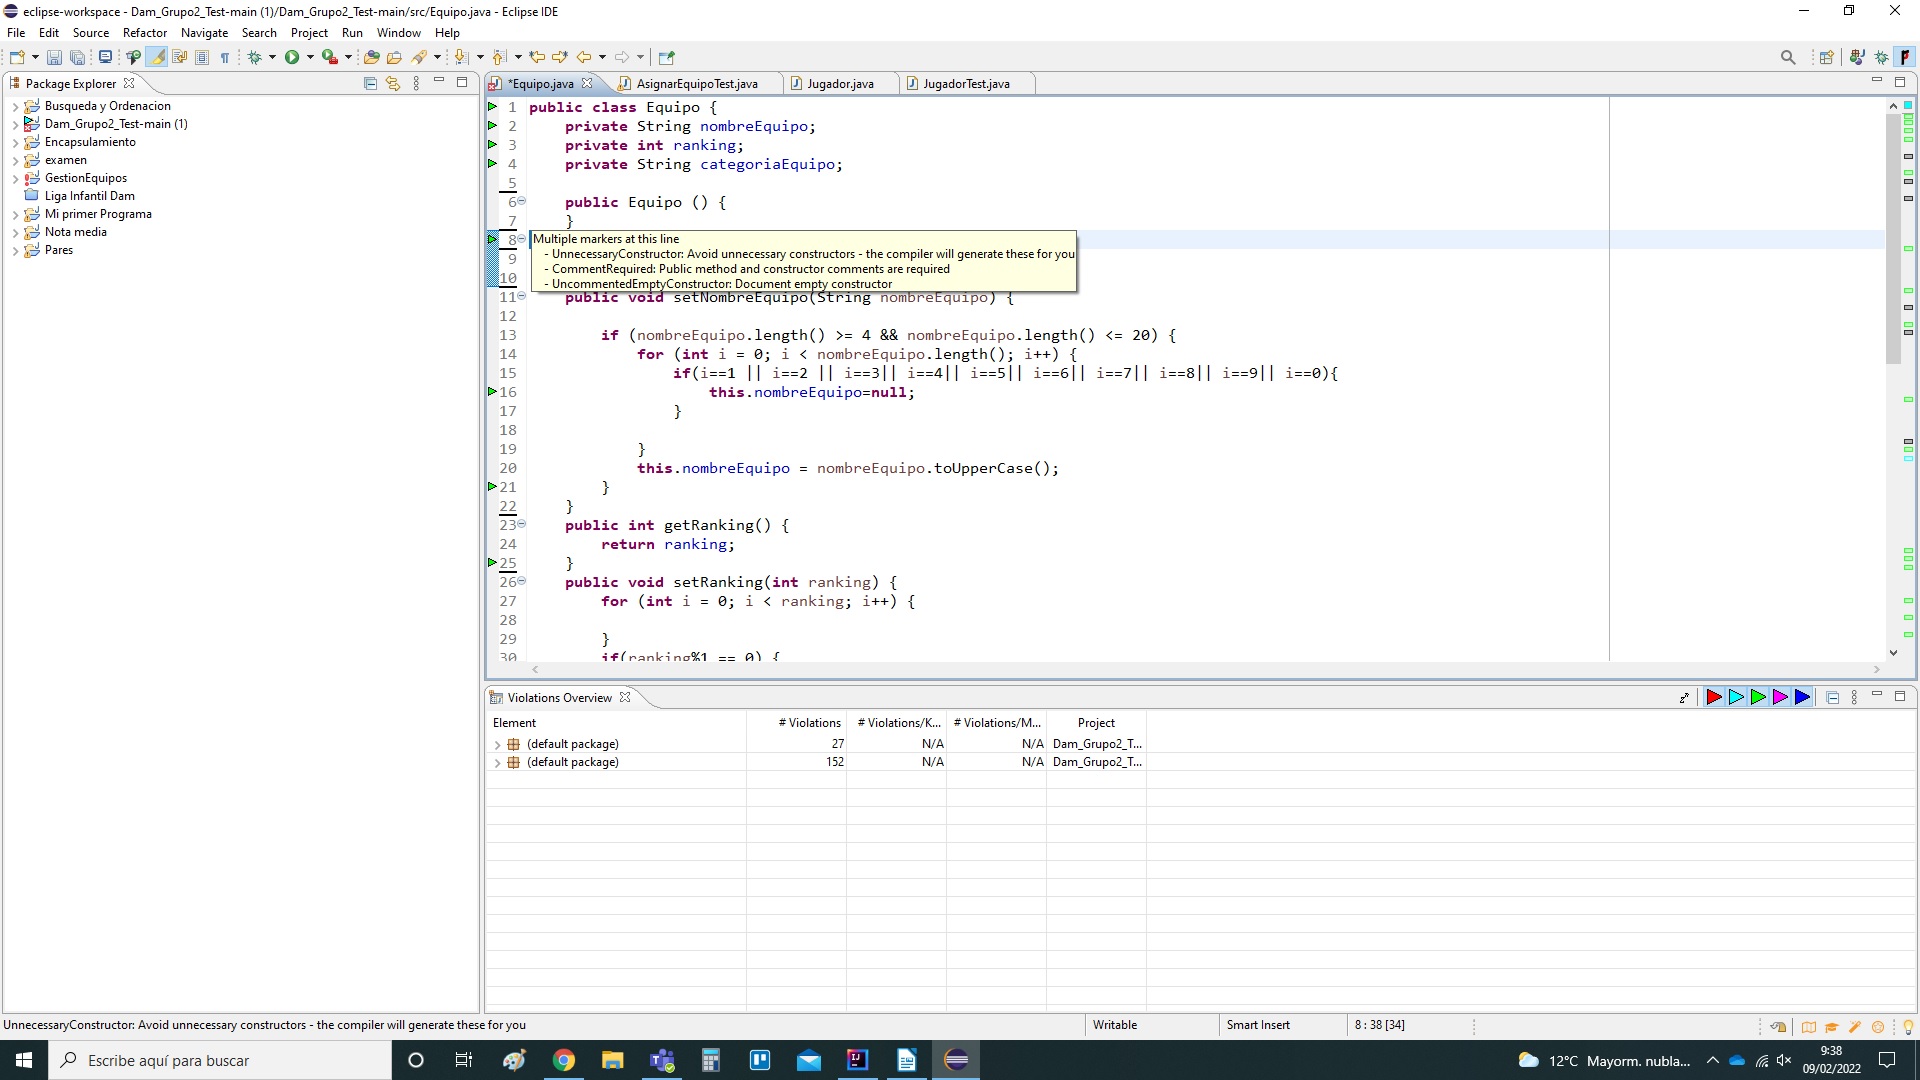 eclipse-workspace - Dam_Grupo2_Test-main (1)/Dam_Grupo2_Test-main/src/Equipo.java - Eclipse IDE
File Edit Source Refactor Navigate Search Project Run Window Help
Package Explorer
Busqueda y Ordenacion
Dam_Grupo2_Test-main (1)
Encapsulamiento
examen
GestionEquipos
Liga Infantil Dam
Mi primer Programa
Nota media
Pares
*Equipo.java AsignarEquipoTest.java Jugador.java JugadorTest.java
1 public class Equipo {
2 private String nombreEquipo;
3 private int ranking;
4 private String categoriaEquipo;
5
6 public Equipo () {
7 }
8
9
10
Multiple markers at this line
- UnnecessaryConstructor: Avoid unnecessary constructors - the compiler will generate these for you
- CommentRequired: Public method and constructor comments are required
- UncommentedEmptyConstructor: Document empty constructor
11 public void setNombreEquipo(String nombreEquipo) {
12
13 if (nombreEquipo.length() >= 4 && nombreEquipo.length() <= 20) {
14 for (int i = 0; i < nombreEquipo.length(); i++) {
15 if(i==1 || i==2 || i==3|| i==4|| i==5|| i==6|| i==7|| i==8|| i==9|| i==0){
16 this.nombreEquipo=null;
17 }
18
19 }
20 this.nombreEquipo = nombreEquipo.toUpperCase();
21 }
22 }
23 public int getRanking() {
24 return ranking;
25 }
26 public void setRanking(int ranking) {
27 for (int i = 0; i < ranking; i++) {
28
29 }
30 if(ranking%1 == 0) {
Violations Overview
Element # Violations # Violations/K... # Violations/M... Project
(default package) 27 N/A N/A Dam_Grupo2_T...
(default package) 152 N/A N/A Dam_Grupo2_T...
UnnecessaryConstructor: Avoid unnecessary constructors - the compiler will generate these for you
Writable Smart Insert 8 : 38 [34]
Escribe aquí para buscar
12°C Mayorm. nubla...
9:38
09/02/2022